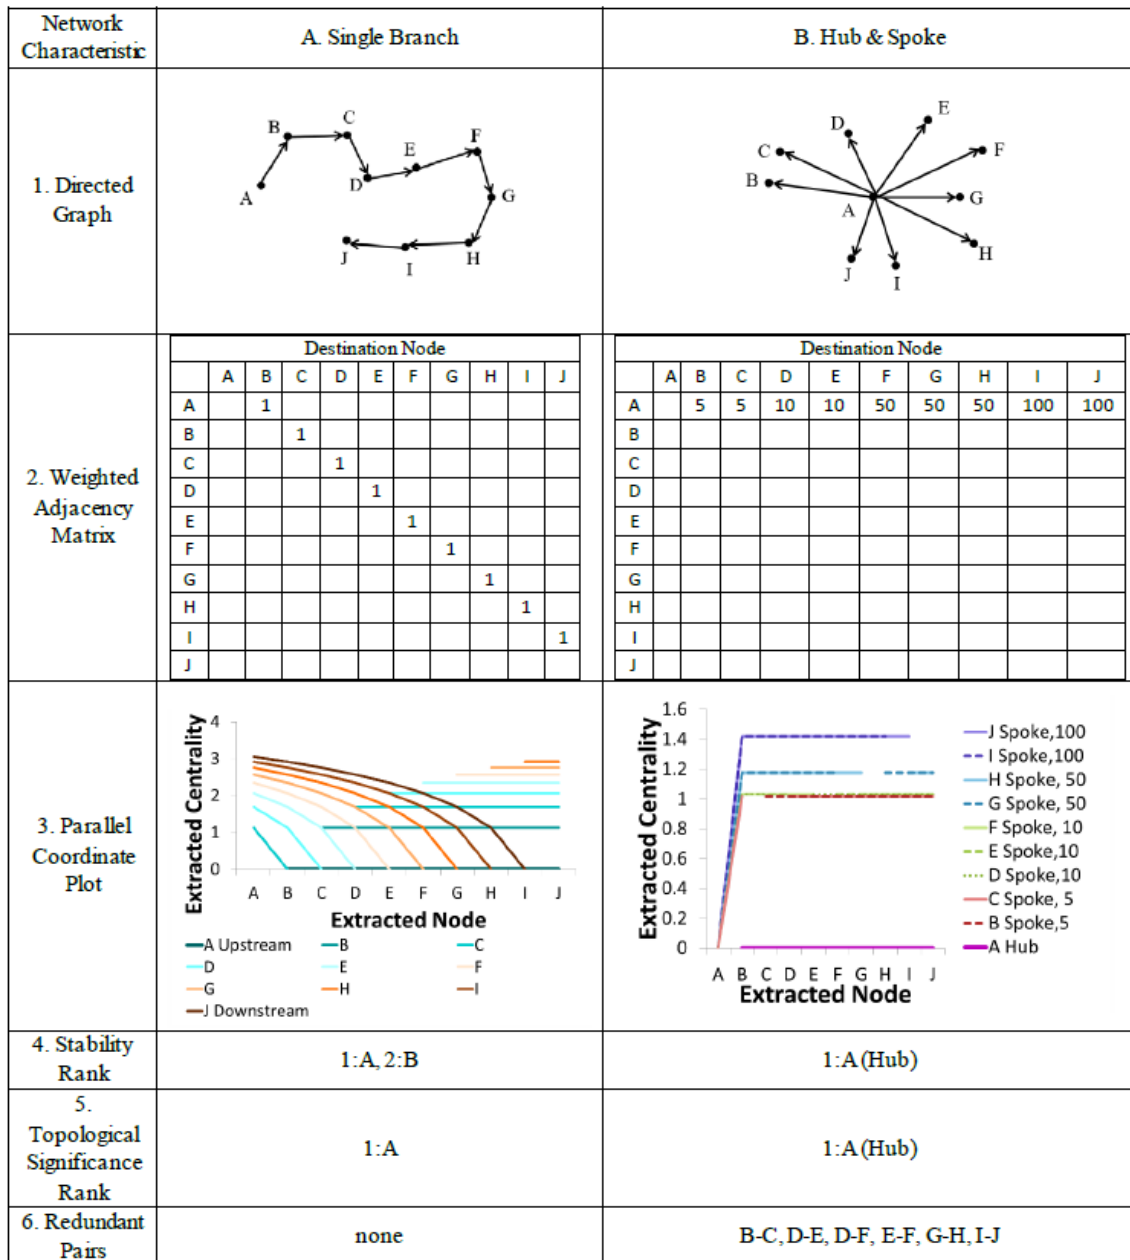 Network Characteristic
A. Single Branch
B. Hub & Spoke
1. Directed Graph
A
B
C
D
E
F
G
H
I
J
A
B
C
D
E
F
G
H
I
J
2. Weighted Adjacency Matrix
Destination Node
A B C D E F G H I J
A 1
B 1
C 1
D 1
E 1
F 1
G 1
H 1
I 1
J
Destination Node
A B C D E F G H I J
A 5 5 10 10 50 50 50 100 100
B
C
D
E
F
G
H
I
J
3. Parallel Coordinate Plot
Extracted Centrality
4
3
2
1
0
A B C D E F G H I J
Extracted Node
A Upstream B C
D E F
G H I
J Downstream
Extracted Centrality
1.6
1.4
1.2
1
0.8
0.6
0.4
0.2
0
A B C D E F G H I J
Extracted Node
J Spoke,100
I Spoke,100
H Spoke, 50
G Spoke, 50
F Spoke, 10
E Spoke,10
D Spoke,10
C Spoke, 5
B Spoke,5
A Hub
4. Stability Rank
1:A, 2:B
1:A (Hub)
5. Topological Significance Rank
1:A
1:A (Hub)
6. Redundant Pairs
none
B-C, D-E, D-F, E-F, G-H, I-J